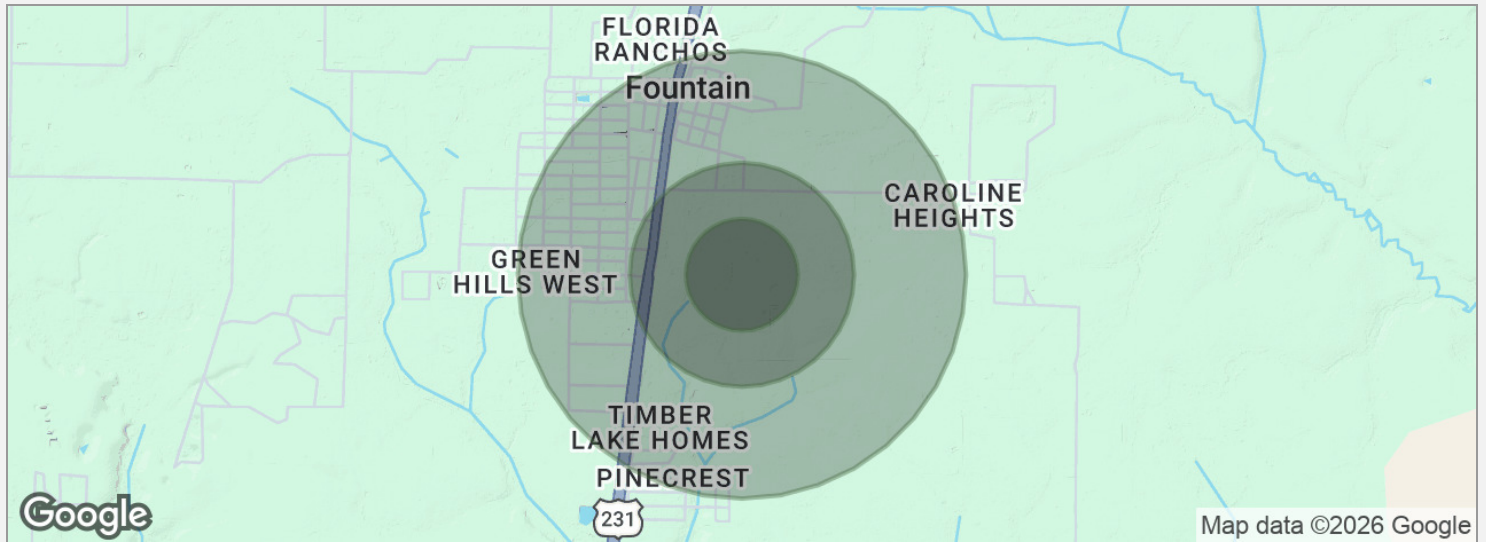 FLORIDA
RANCHOS
Fountain
CAROLINE
HEIGHTS
GREEN
HILLS WEST
TIMBER
LAKE HOMES
PINECREST
231
Google
Map data ©2026 Google